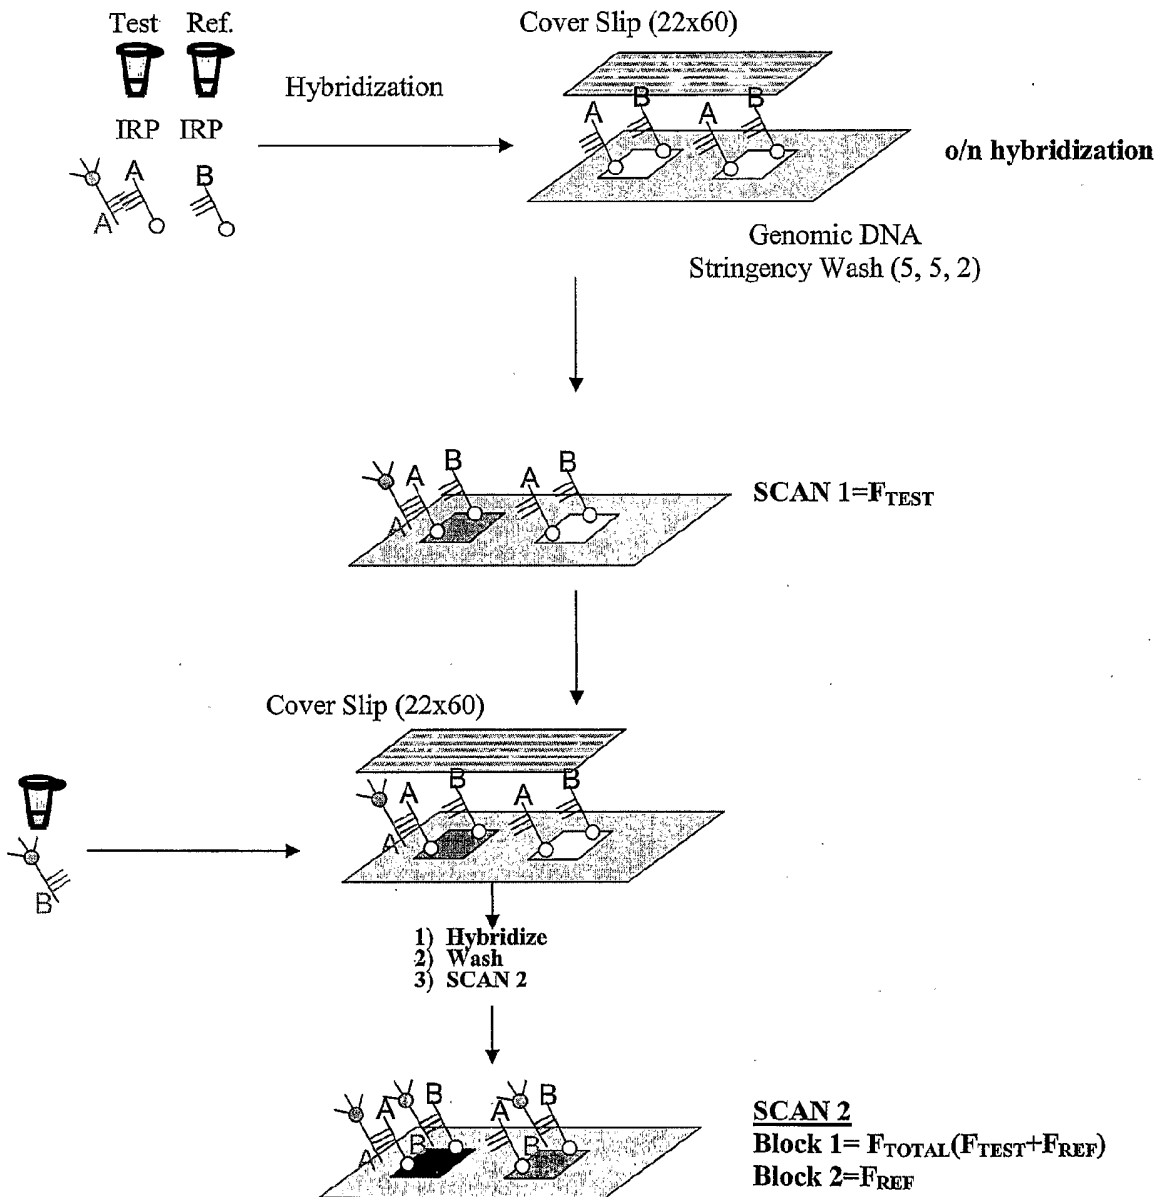 Test Ref.
Cover Slip (22x60)
Hybridization
IRP IRP
A B A B
A B
A
o/n hybridization
Genomic DNA
Stringency Wash (5, 5, 2)
A B A B
A
SCAN 1=F_TEST
Cover Slip (22x60)
A B A B
A
B
1) Hybridize
2) Wash
3) SCAN 2
A B A B
A B B
SCAN 2
Block 1= F_TOTAL(F_TEST+F_REF)
Block 2=F_REF